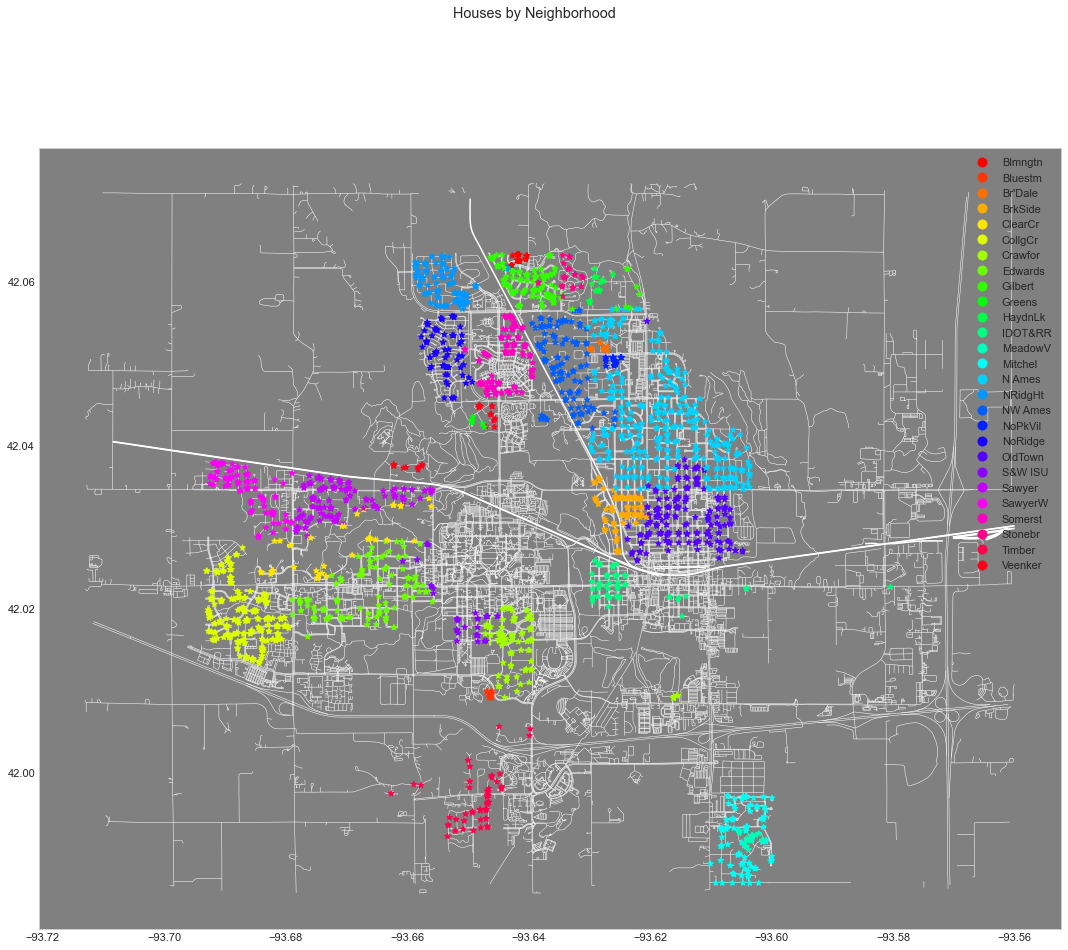 Houses by Neighborhood
Blmngtn
Bluestm
Br'Dale
BrkSide
ClearCr
CollgCr
Crawfor
Edwards
Gilbert
Greens
HaydnLk
IDOT&RR
MeadowV
Mitchel
N Ames
NRidgHt
NW Ames
NoPkVil
NoRidge
OldTown
S&W ISU
Sawyer
SawyerW
Somerst
Stonebr
Timber
Veenker
42.06
42.04
42.02
42.00
−93.72 −93.70 −93.68 −93.66 −93.64 −93.62 −93.60 −93.58 −93.56